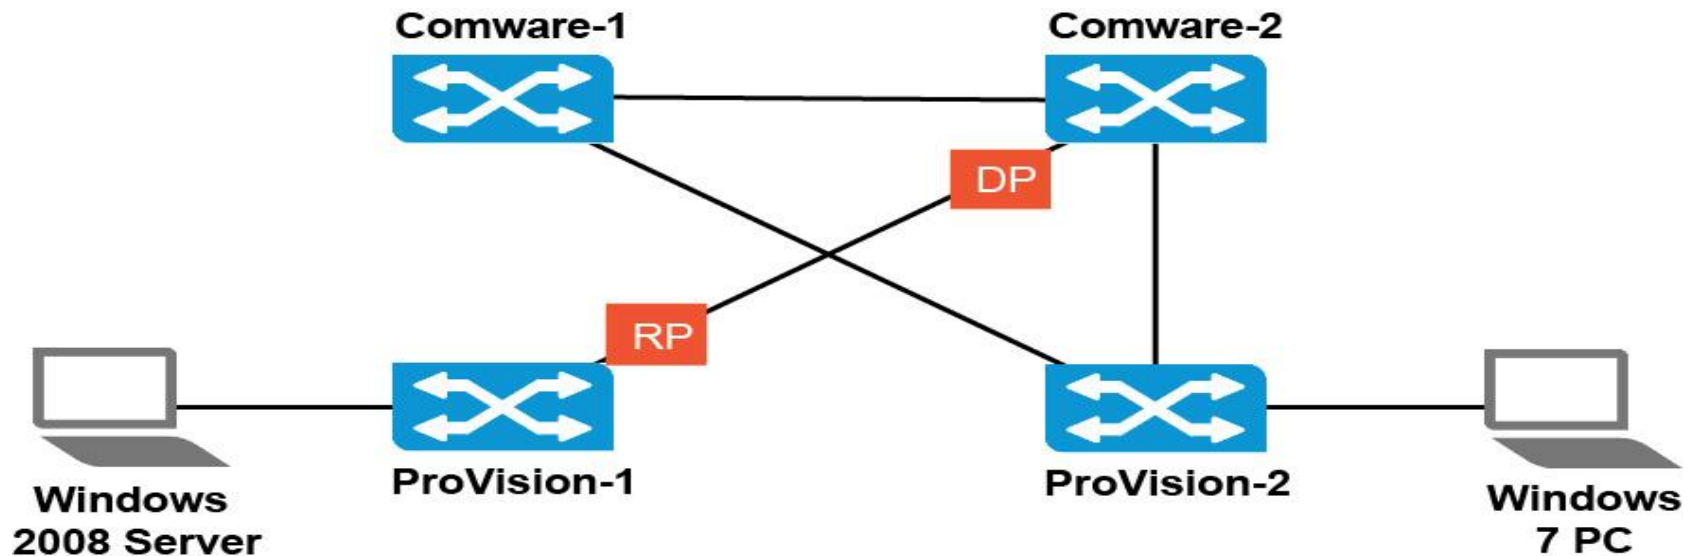 Comware-1
Comware-2
DP
RP
ProVision-1
ProVision-2
Windows
2008 Server
Windows
7 PC